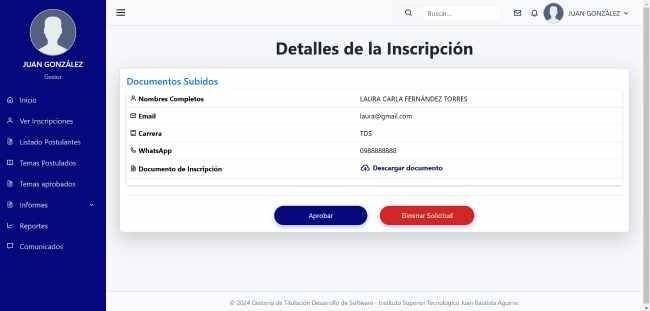 Buscar...
JUAN GONZÁLEZ
JUAN GONZÁLEZ
Gestor
Inicio
Ver Inscripciones
Listado Postulantes
Temas Postulados
Temas aprobados
Informes
Reportes
Comunicados
Detalles de la Inscripción
Documentos Subidos
Nombres Completos LAURA CARLA FERNÁNDEZ TORRES
Email laura@gmail.com
Carrera TDS
WhatsApp 0988888888
Documento de Inscripción Descargar documento
Aprobar Eliminar Solicitud
© 2024 Gestoria de Titulación Desarrollo de Software - Instituto Superior Tecnológico Juan Bautista Aguirre.